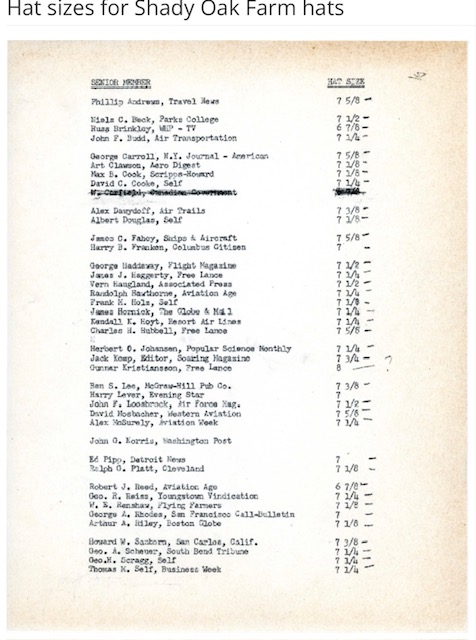 Hat sizes for Shady Oak Farm hats
SENIOR MEMBER HAT SIZE
Phillip Andrews, Travel News 7 5/8 -
Niels C. Beck, Parks College 7 1/2 -
Russ Brinkley, WHP - TV 6 7/8 -
John F. Budd, Air Transportation 7 1/4 -
George Carroll, N.Y. Journal - American 7 5/8 -
Art Clawson, Aero Digest 7 1/8 -
Max B. Cook, Scripps-Howard 7 1/8 -
David C. Cooke, Self 7 1/4 -
Canadian Government
Alex Davydoff, Air Trails 7 3/8 -
Albert Douglas, Self 7 1/8 -
James C. Fahey, Ships & Aircraft 7 5/8 -
Harry B. Franken, Columbus Citizen 7 -
George Haddaway, Flight Magazine 7 1/2 -
James J. Haggerty, Free Lance 7 1/4 -
Vern Haugland, Associated Press 7 1/2 -
Randolph Hawthorne, Aviation Age 7 1/4 -
Frank M. Holz, Self 7 1/8 -
James Hornick, The Globe & Mail 7 1/4 -
Kendall K. Hoyt, Resort Air Lines 7 1/4 -
Charles H. Hubbell, Free Lance 7 5/8 -
Herbert O. Johansen, Popular Science Monthly 7 1/4 -
Jack Komp, Editor, Soaring Magazine 7 3/4 - ?
Gunnar Kristiansson, Free Lance 8 -
Ben S. Lee, McGraw-Hill Pub Co. 7 3/8 -
Harry Lever, Evening Star 7
John F. Loosbrock, Air Force Mag. 7 1/2 -
David Mosbacher, Western Aviation 7 5/8 -
Alex McSurely, Aviation Week 7 1/4 -
John G. Norris, Washington Post
Ed Pipp, Detroit News 7 -
Ralph G. Platt, Cleveland 7 1/8 -
Robert J. Reed, Aviation Age 6 7/8 -
Geo. R. Reiss, Youngstown Vindication 7 1/4 -
Renshaw, Flying Farmers 7 1/2 -
George A. Rhodes, San Francisco Call-Bulletin 7 -
Arthur A. Riley, Boston Globe 7 1/8 -
Howard W. Sanborn, San Carlos, Calif. 7 3/8 -
Geo. A. Scheuer, South Bend Tribune 7 1/4 -
Geo.H. Scragg, Self 7 1/4 -
Thomas M. Self, Business Week 7 1/4 -